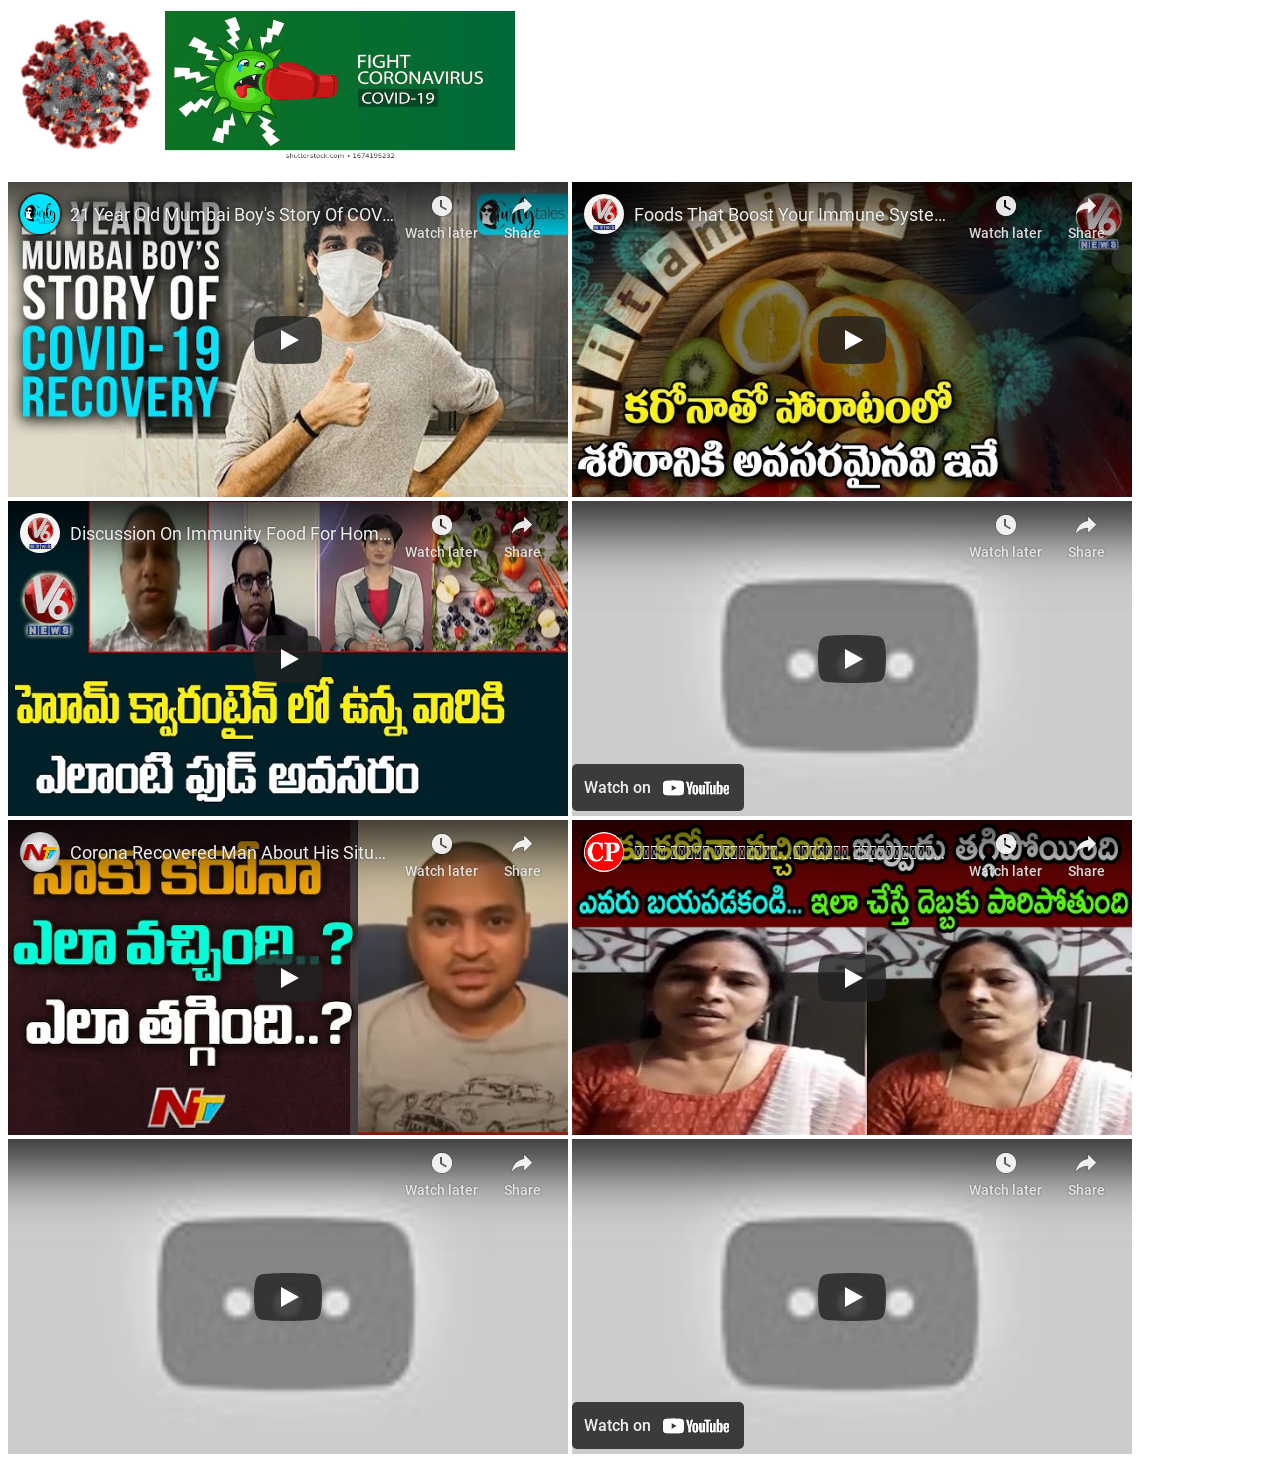 FIGHT
CORONAVIRUS
COVID-19
shutterstock.com • 1674195232
21 Year Old Mumbai Boy's Story Of COV...
Watch later
Share
YEAR OLD
MUMBAI BOY'S
STORY OF
COVID-19
RECOVERY
curly
tales
Foods That Boost Your Immune Syste...
Watch later
Share
V6
NEWS
vitamins
కరోనాతో పోరాటంలో
శరీరానికి అవసరమైనవి ఇవే
Discussion On Immunity Food For Hom...
Watch later
Share
V6
NEWS
హెూమ్ క్వారంటైన్ లో ఉన్న వారికి
ఎలాంటి ఫుడ్ అవసరం
Watch later
Share
Watch on YouTube
NTV
Corona Recovered Man About His Situ...
Watch later
Share
నాకు కరోనా
ఎలా వచ్చింది..?
ఎలా తగ్గింది..?
NTV
CP
కరోనా వచ్చింది.. ఇప్పుడు తగ్గిపోయింది
Watch later
Share
ఎవరు బయపడకండి... ఇలా చేస్తే దెబ్బకు పారిపోతుంది
Watch later
Share
Watch later
Share
Watch on YouTube